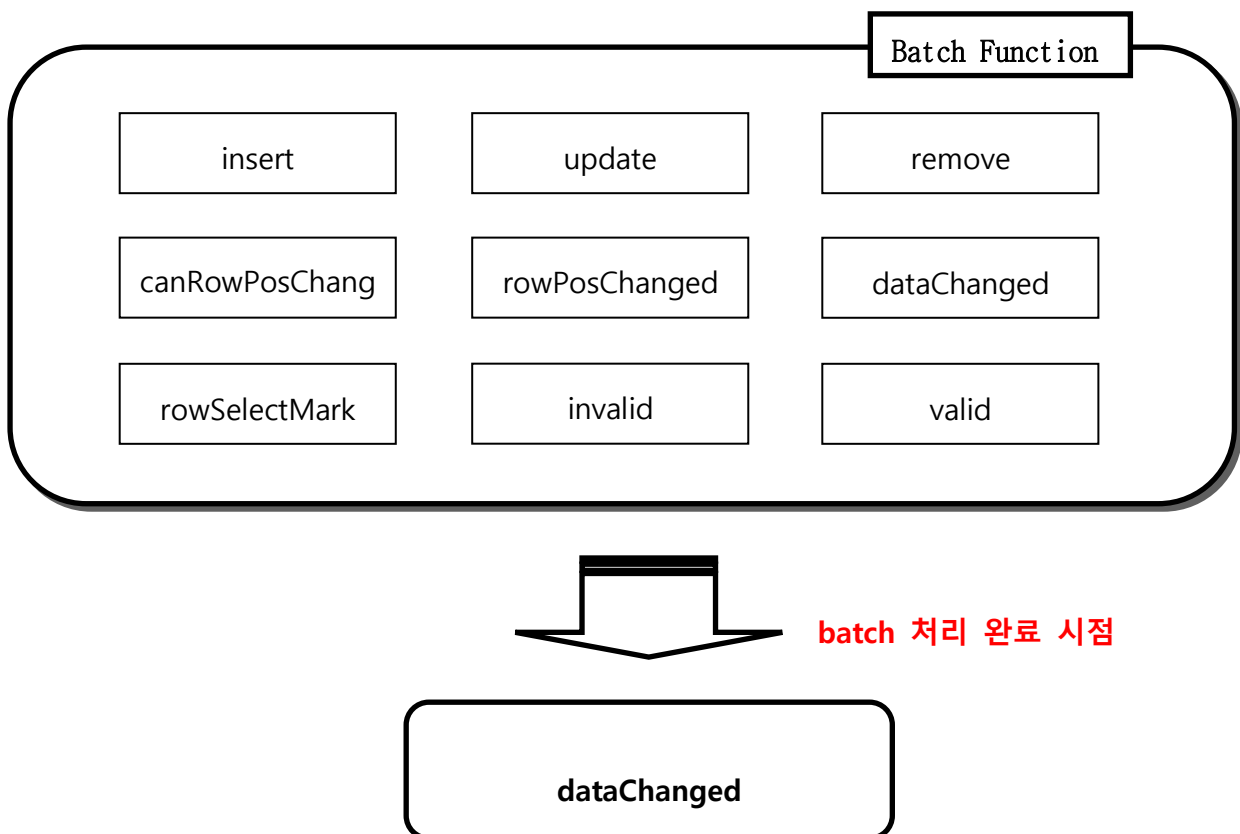 Batch Function
insert update remove
canRowPosChang rowPosChanged dataChanged
rowSelectMark invalid valid
batch 처리 완료 시점
dataChanged